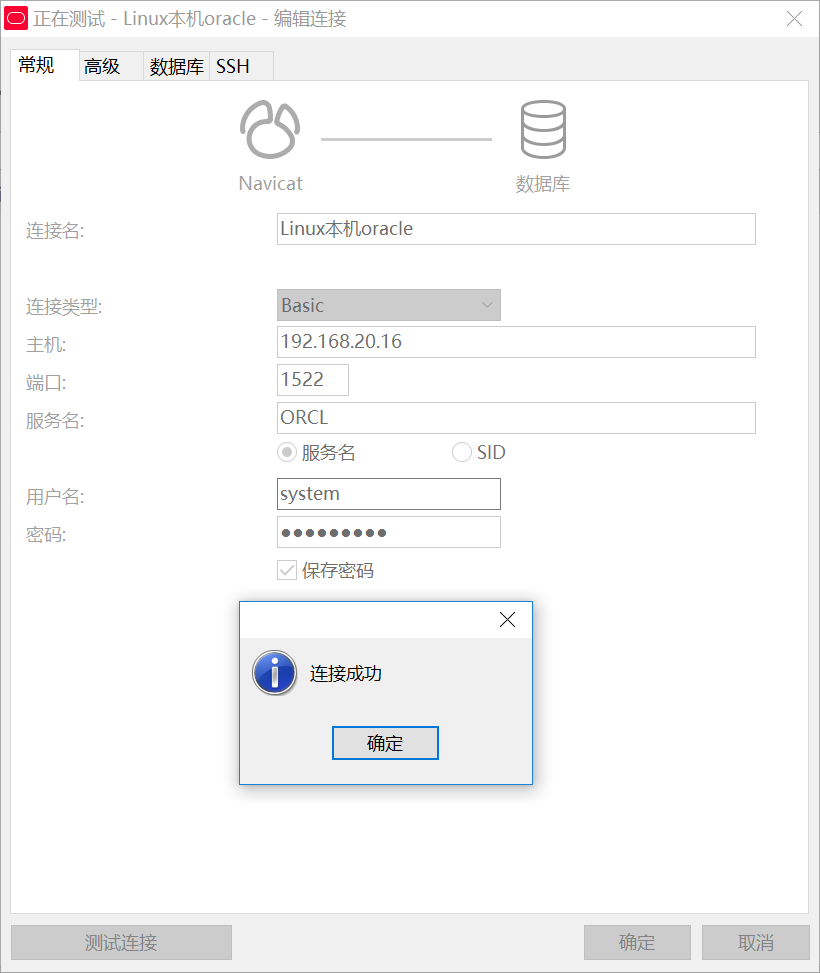 正在测试 - Linux本机oracle - 编辑连接
常规 高级 数据库 SSH
Navicat 数据库
连接名: Linux本机oracle
连接类型: Basic
主机: 192.168.20.16
端口: 1522
服务名: ORCL
服务名 SID
用户名: system
密码: ●●●●●●●●●
保存密码
连接成功
确定
测试连接 确定 取消